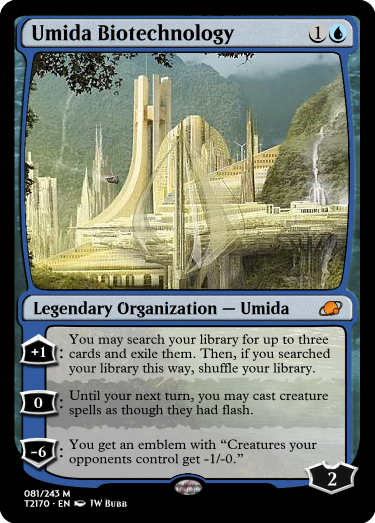 Umida Biotechnology 1
Legendary Organization — Umida
+1: You may search your library for up to three
cards and exile them. Then, if you searched
your library this way, shuffle your library.
0: Until your next turn, you may cast creature
spells as though they had flash.
-6: You get an emblem with “Creatures your
opponents control get -1/-0.”
2
081/243 M
T2170 · EN JW Bubb